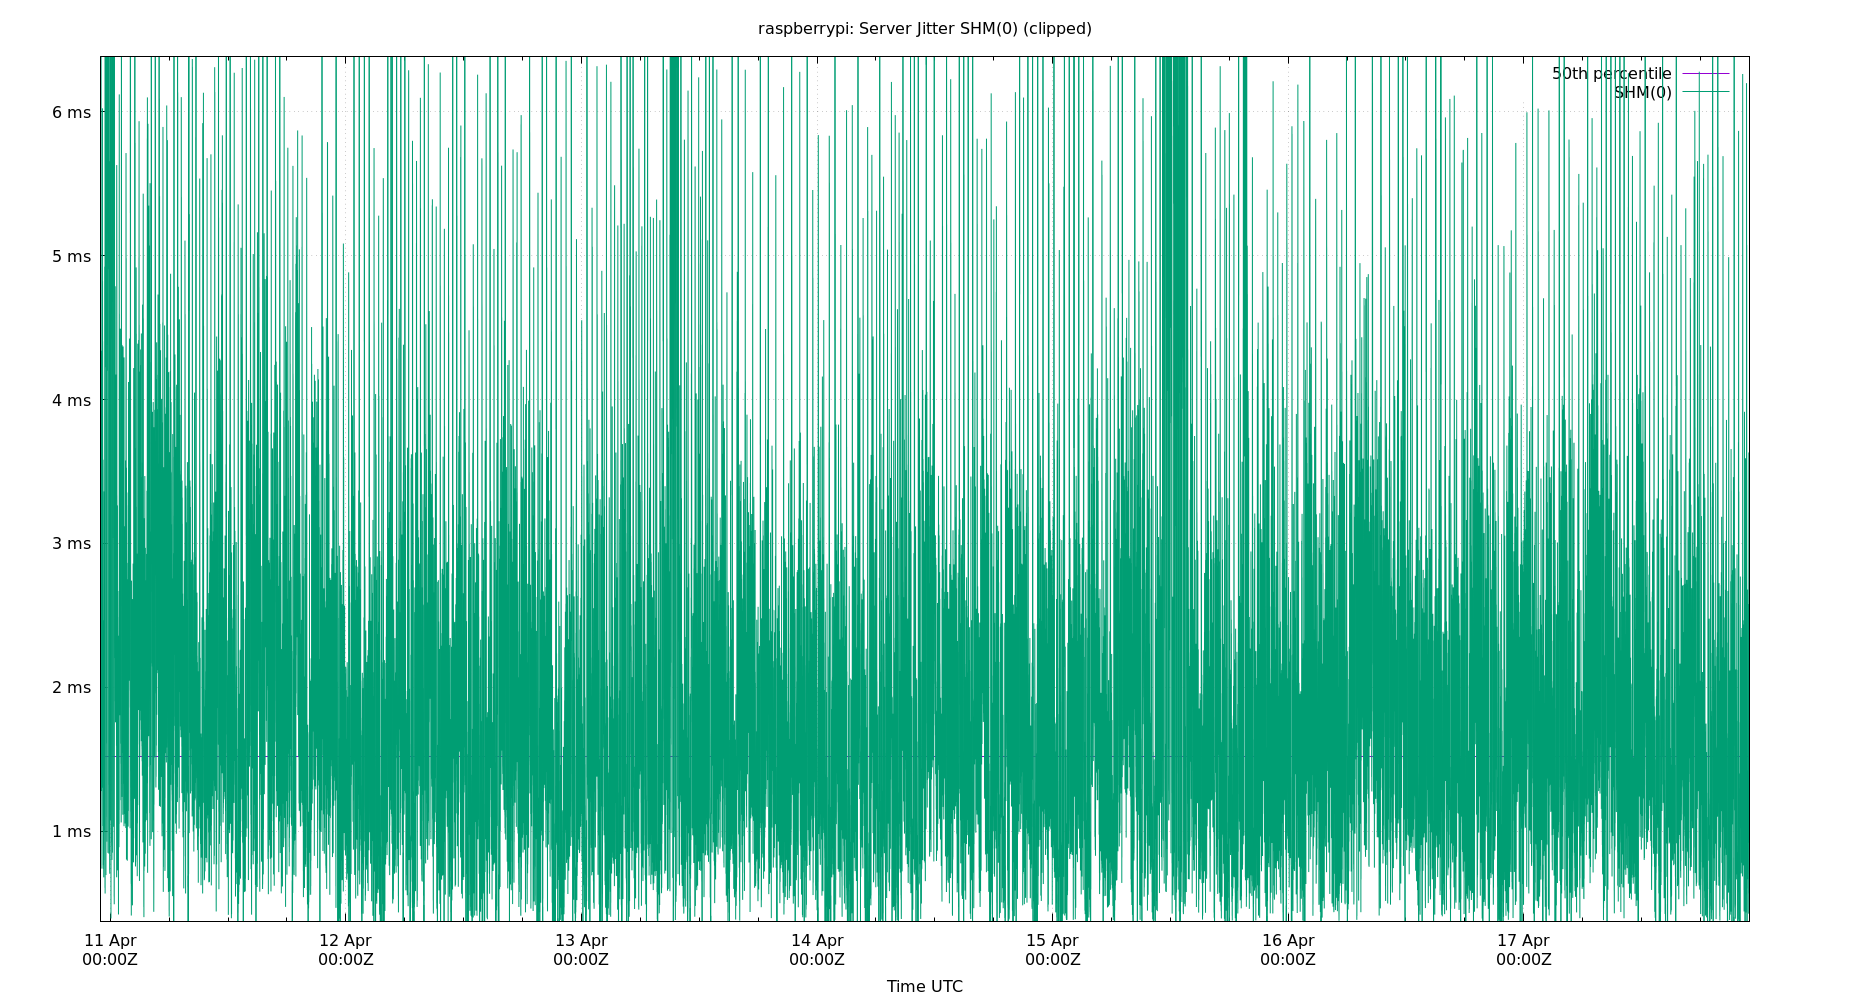 raspberrypi: Server Jitter SHM(0) (clipped)
50th percentile
SHM(0)
6 ms
5 ms
4 ms
3 ms
2 ms
1 ms
11 Apr 12 Apr 13 Apr 14 Apr 15 Apr 16 Apr 17 Apr
00:00Z 00:00Z 00:00Z 00:00Z 00:00Z 00:00Z 00:00Z
Time UTC